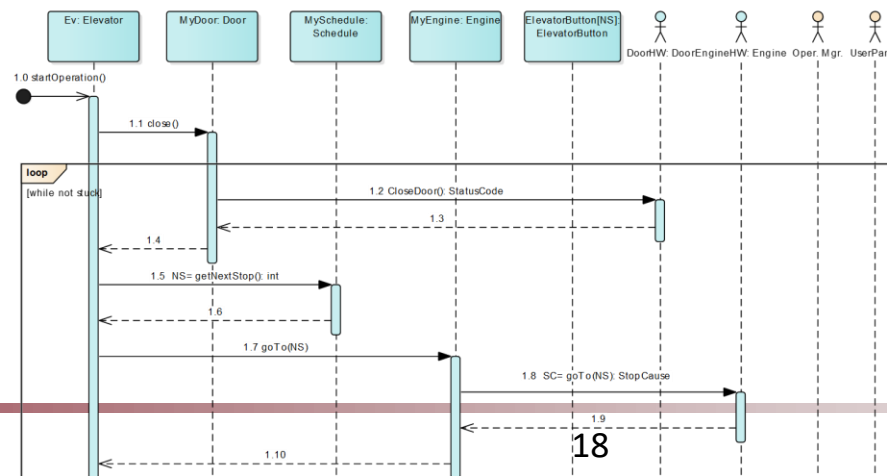 Ev: Elevator
MyDoor: Door
MySchedule:
Schedule
MyEngine: Engine
ElevatorButton[NS]:
ElevatorButton
DoorHW: Door
EngineHW: Engine
Oper. Mgr.
UserPan
1.0 startOperation()
1.1 close()
loop
[while not stuck]
1.2 CloseDoor(): StatusCode
1.3
1.4
1.5 NS= getNextStop(): int
1.6
1.7 goTo(NS)
1.8 SC= goTo(NS): StopCause
1.9
18
1.10